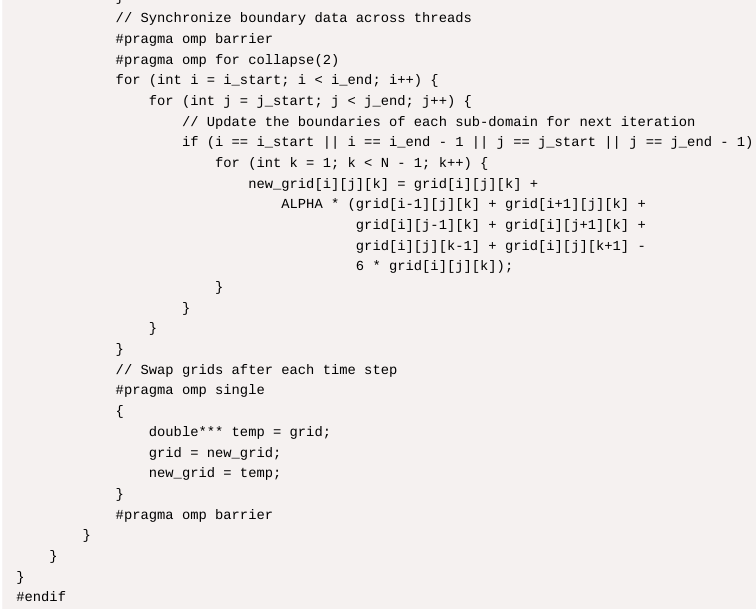 }
// Synchronize boundary data across threads
#pragma omp barrier
#pragma omp for collapse(2)
for (int i = i_start; i < i_end; i++) {
for (int j = j_start; j < j_end; j++) {
// Update the boundaries of each sub-domain for next iteration
if (i == i_start || i == i_end - 1 || j == j_start || j == j_end - 1)
for (int k = 1; k < N - 1; k++) {
new_grid[i][j][k] = grid[i][j][k] +
ALPHA * (grid[i-1][j][k] + grid[i+1][j][k] +
grid[i][j-1][k] + grid[i][j+1][k] +
grid[i][j][k-1] + grid[i][j][k+1] -
6 * grid[i][j][k]);
}
}
}
}
// Swap grids after each time step
#pragma omp single
{
double*** temp = grid;
grid = new_grid;
new_grid = temp;
}
#pragma omp barrier
}
}
}
#endif